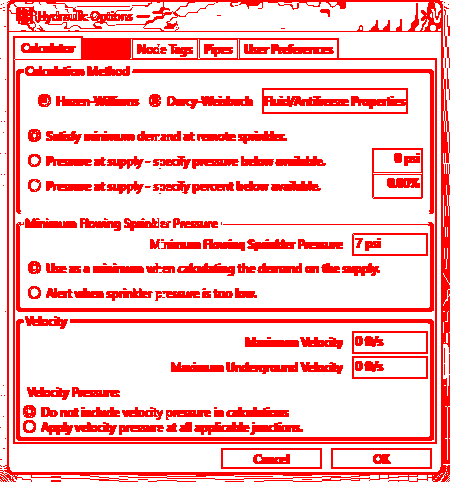 Hydraulic Options
Calculator Node Tags Pipes User Preferences
Calculation Method
Hazen-Williams Darcy-Weisbach Fluid/Antifreeze Properties
Satisfy minimum demand at remote sprinkler.
Pressure at supply - specify pressure below available. 0 psi
Pressure at supply - specify percent below available. 0.00%
Minimum Flowing Sprinkler Pressure
Minimum Flowing Sprinkler Pressure 7 psi
Use as a minimum when calculating the demand on the supply.
Alert when sprinkler pressure is too low.
Velocity
Maximum Velocity 0 ft/s
Maximum Underground Velocity 0 ft/s
Velocity Pressure:
Do not include velocity pressure in calculations
Apply velocity pressure at all applicable junctions.
Cancel OK